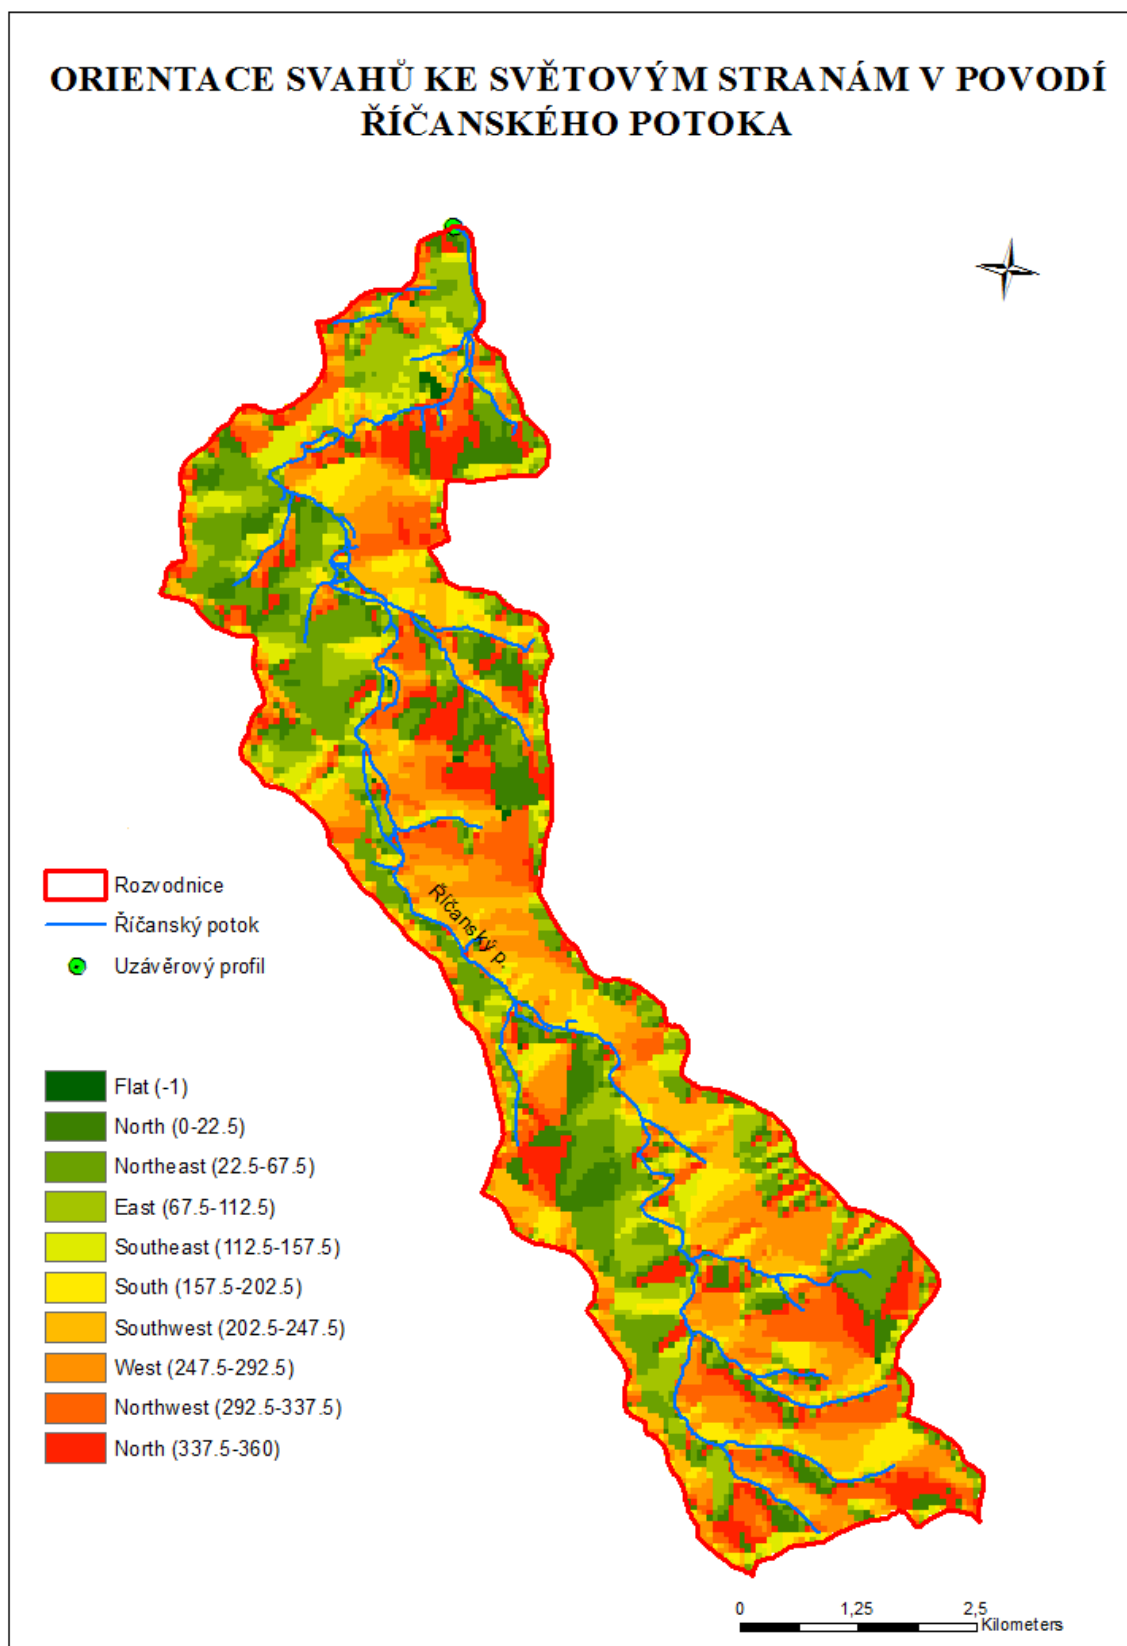 ORIENTACE SVAHŮ KE SVĚTOVÝM STRANÁM V POVODÍ
ŘÍČANSKÉHO POTOKA
Říčanský p.
Rozvodnice
Říčanský potok
Uzávěrový profil
Flat (-1)
North (0-22.5)
Northeast (22.5-67.5)
East (67.5-112.5)
Southeast (112.5-157.5)
South (157.5-202.5)
Southwest (202.5-247.5)
West (247.5-292.5)
Northwest (292.5-337.5)
North (337.5-360)
0 1,25 2,5
Kilometers